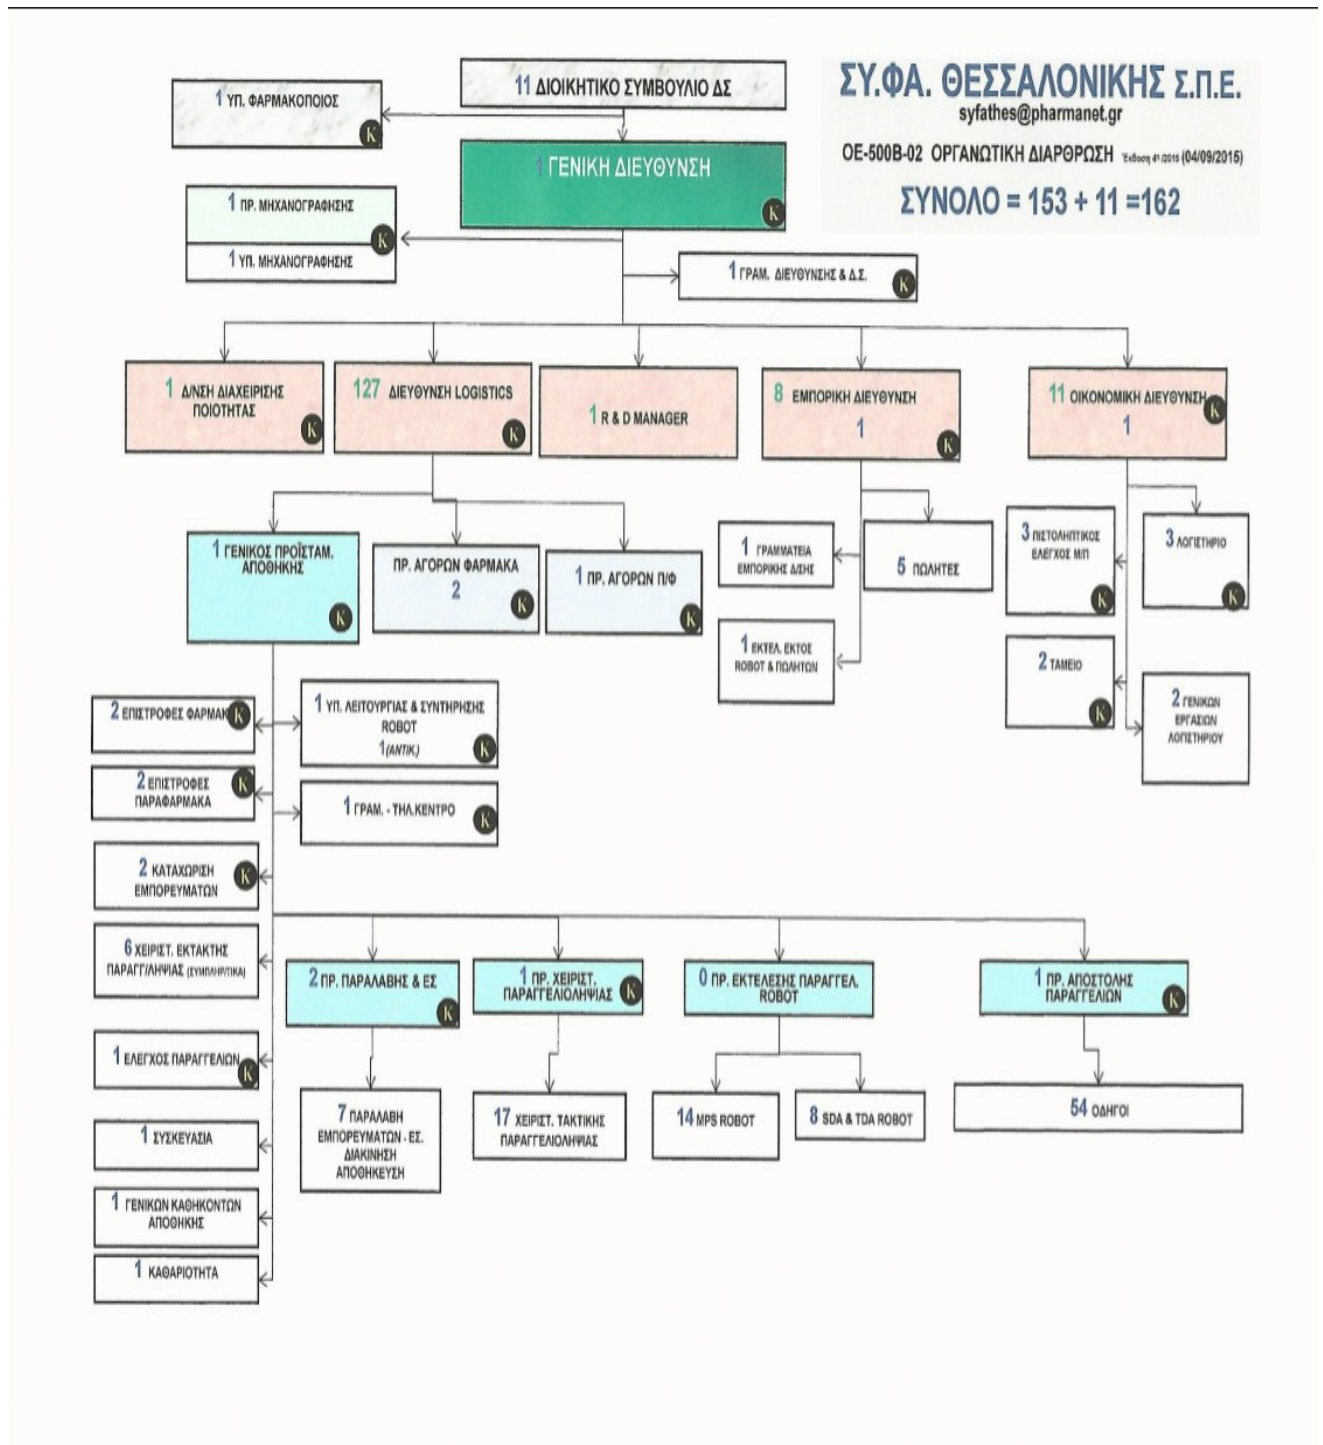 ΣΥ.ΦΑ. ΘΕΣΣΑΛΟΝΙΚΗΣ Σ.Π.Ε.
syfathes@pharmanet.gr
ΟΕ-500Β-02 ΟΡΓΑΝΩΤΙΚΗ ΔΙΑΡΘΡΩΣΗ Έκδοση 41/2015 (04/09/2015)
ΣΥΝΟΛΟ = 153 + 11 =162
11 ΔΙΟΙΚΗΤΙΚΟ ΣΥΜΒΟΥΛΙΟ ΔΣ
1 ΥΠ. ΦΑΡΜΑΚΟΠΟΙΟΣ
Κ
1 ΓΕΝΙΚΗ ΔΙΕΥΘΥΝΣΗ
Κ
1 ΠΡ. ΜΗΧΑΝΟΓΡΑΦΗΣΗΣ
Κ
1 ΥΠ. ΜΗΧΑΝΟΓΡΑΦΗΣΗΣ
1 ΓΡΑΜ. ΔΙΕΥΘΥΝΣΗΣ & Δ.Σ.
Κ
1 Δ/ΝΣΗ ΔΙΑΧΕΙΡΙΣΗΣ
ΠΟΙΟΤΗΤΑΣ
Κ
127 ΔΙΕΥΘΥΝΣΗ LOGISTICS
Κ
1 R & D MANAGER
8 ΕΜΠΟΡΙΚΗ ΔΙΕΥΘΥΝΣΗ
1
Κ
11 ΟΙΚΟΝΟΜΙΚΗ ΔΙΕΥΘΥΝΣΗ
Κ
1
1 ΓΕΝΙΚΟΣ ΠΡΟΪΣΤΑΜ.
ΑΠΟΘΗΚΗΣ
Κ
ΠΡ. ΑΓΟΡΩΝ ΦΑΡΜΑΚΑ
2
Κ
1 ΠΡ. ΑΓΟΡΩΝ Π/Φ
Κ
1 ΓΡΑΜΜΑΤΕΙΑ
ΕΜΠΟΡΙΚΗΣ Δ/ΣΗΣ
5 ΠΩΛΗΤΕΣ
1 ΕΚΤΕΛ. ΕΚΤΟΣ
ROBOT & ΠΩΛΗΤΩΝ
3 ΠΙΣΤΟΛΗΠΤΙΚΟΣ
ΕΛΕΓΧΟΣ Μ/Π
Κ
3 ΛΟΓΙΣΤΗΡΙΟ
Κ
2 ΤΑΜΕΙΟ
Κ
2 ΓΕΝΙΚΩΝ
ΕΡΓΑΣΙΩΝ
ΛΟΓΙΣΤΗΡΙΟΥ
2 ΕΠΙΣΤΡΟΦΕΣ ΦΑΡΜΑΚ
Κ
1 ΥΠ. ΛΕΙΤΟΥΡΓΙΑΣ & ΣΥΝΤΗΡΗΣΗΣ
ROBOT
1 (ΑΝΤΙΚ.)
Κ
2 ΕΠΙΣΤΡΟΦΕΣ
ΠΑΡΑΦΑΡΜΑΚΑ
Κ
1 ΓΡΑΜ. - ΤΗΛ.ΚΕΝΤΡΟ
Κ
2 ΚΑΤΑΧΩΡΙΣΗ
ΕΜΠΟΡΕΥΜΑΤΩΝ
Κ
6 ΧΕΙΡΙΣΤ. ΕΚΤΑΚΤΗΣ
ΠΑΡΑΓΓ/ΛΗΨΙΑΣ (ΣΥΜΠΛΗΡ/ΤΙΚΑ)
2 ΠΡ. ΠΑΡΑΛΑΒΗΣ & ΕΣ
Κ
1 ΠΡ. ΧΕΙΡΙΣΤ.
ΠΑΡΑΓΓΕΛΙΟΛΗΨΙΑΣ
Κ
0 ΠΡ. ΕΚΤΕΛΕΣΗΣ ΠΑΡΑΓΓΕΛ.
ROBOT
1 ΠΡ. ΑΠΟΣΤΟΛΗΣ
ΠΑΡΑΓΓΕΛΙΩΝ
Κ
1 ΕΛΕΓΧΟΣ ΠΑΡΑΓΓΕΛΙΩΝ
Κ
7 ΠΑΡΑΛΑΒΗ
ΕΜΠΟΡΕΥΜΑΤΩΝ - ΕΣ.
ΔΙΑΚΙΝΗΣΗ
ΑΠΟΘΗΚΕΥΣΗ
17 ΧΕΙΡΙΣΤ. ΤΑΚΤΙΚΗΣ
ΠΑΡΑΓΓΕΛΙΟΛΗΨΙΑΣ
14 MPS ROBOT
8 SDA & TDA ROBOT
54 ΟΔΗΓΟΙ
1 ΣΥΣΚΕΥΑΣΙΑ
1 ΓΕΝΙΚΩΝ ΚΑΘΗΚΟΝΤΩΝ
ΑΠΟΘΗΚΗΣ
1 ΚΑΘΑΡΙΟΤΗΤΑ